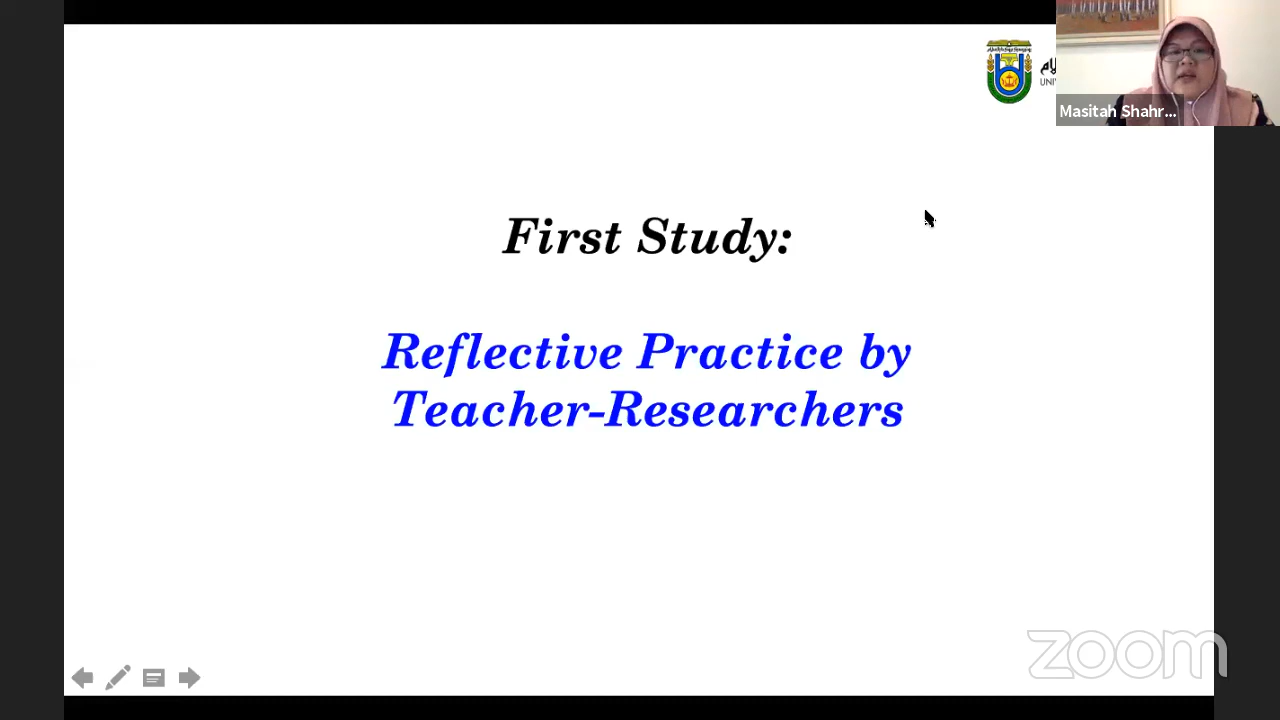 Masitah Shahr...
First Study:
Reflective Practice by
Teacher-Researchers
zoom